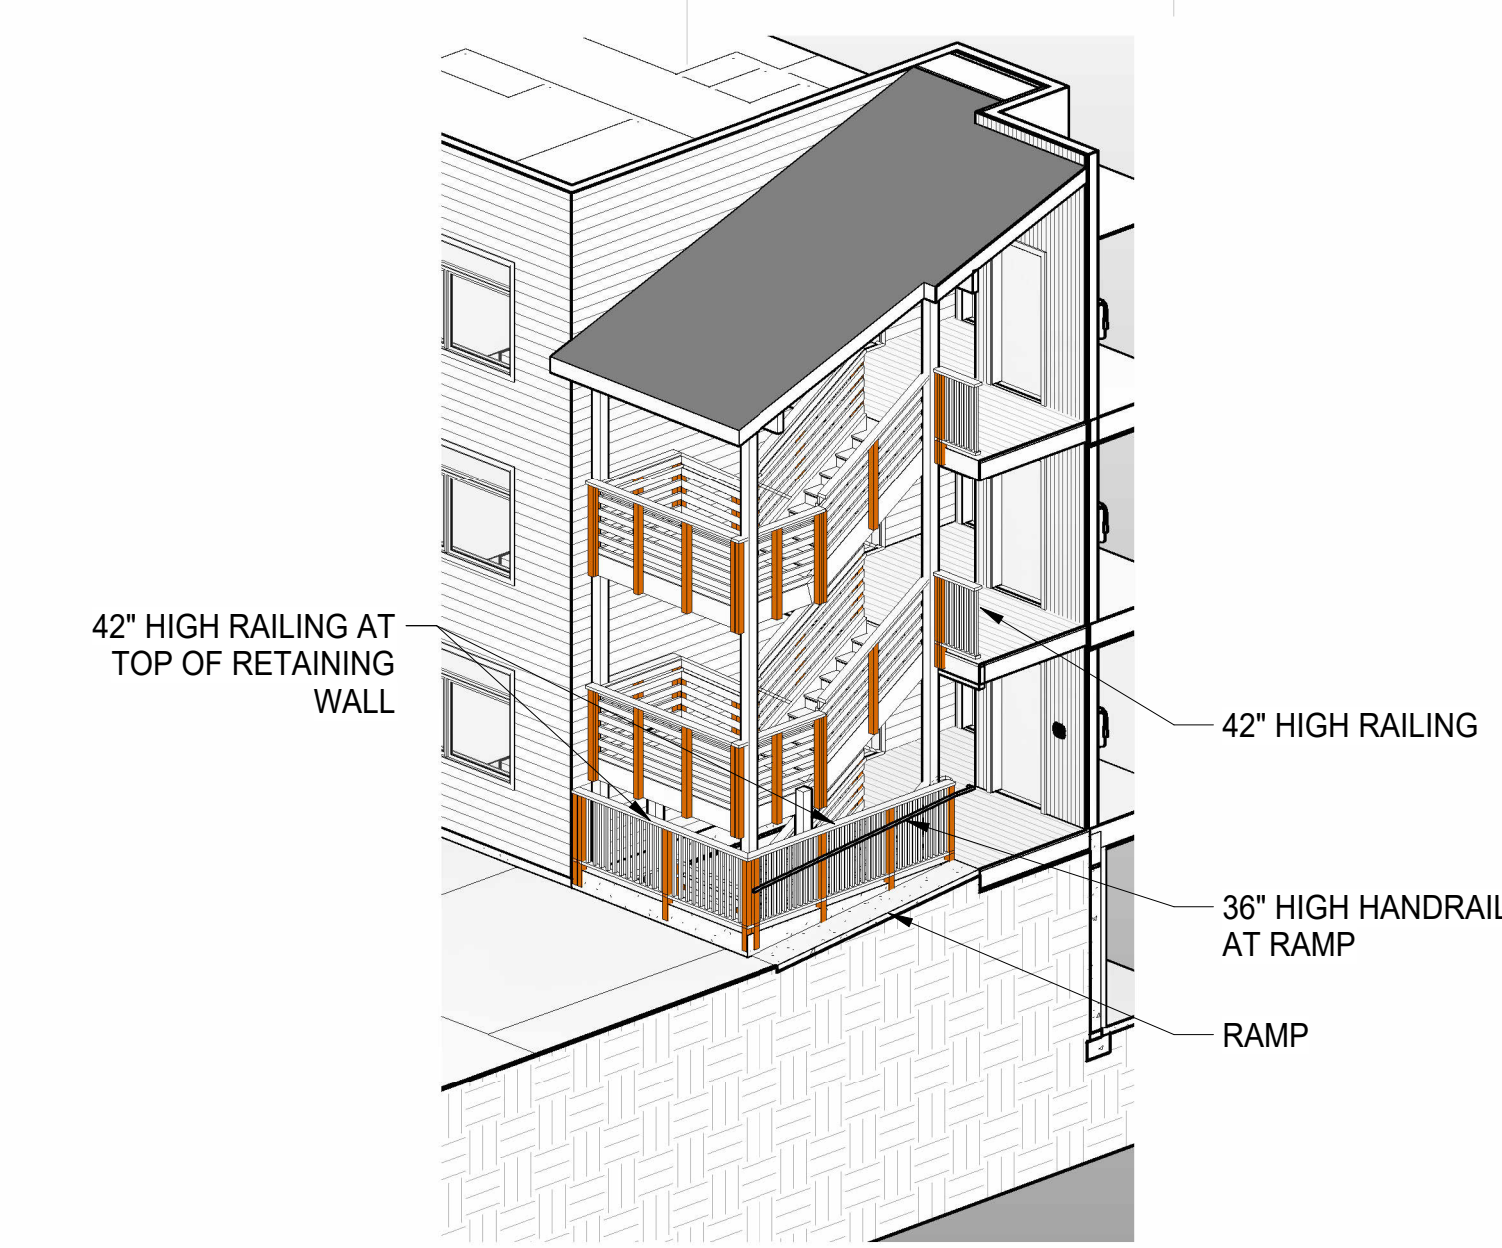 42" HIGH RAILING AT
TOP OF RETAINING
WALL
42" HIGH RAILING
36" HIGH HANDRAIL
AT RAMP
RAMP